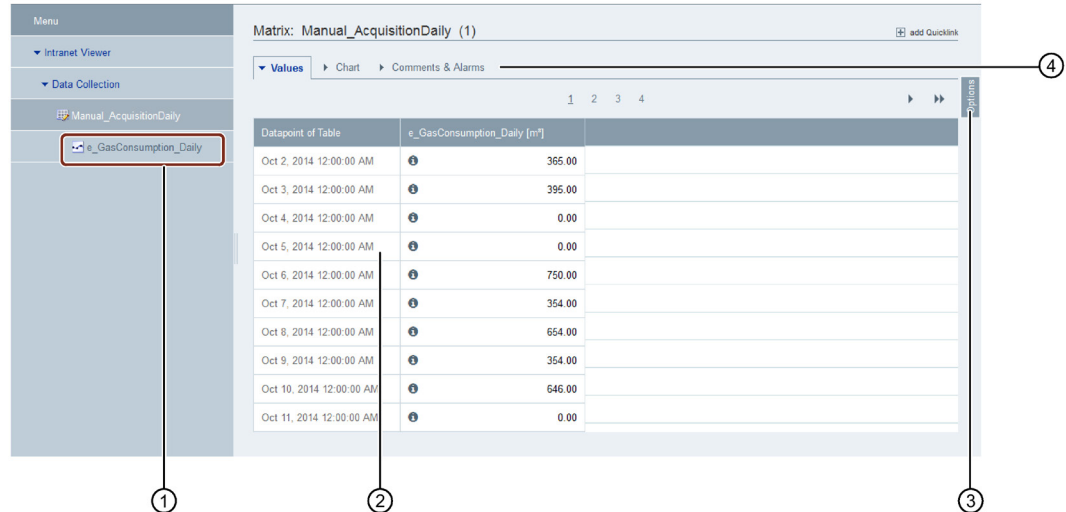 Menu
Intranet Viewer
Data Collection
Manual_AcquisitionDaily
e_GasConsumption_Daily
Matrix: Manual_AcquisitionDaily (1)
add Quicklink
Values Chart Comments & Alarms
1 2 3 4
Options
Datapoint of Table e_GasConsumption_Daily [m³]
Oct 2, 2014 12:00:00 AM 365.00
Oct 3, 2014 12:00:00 AM 395.00
Oct 4, 2014 12:00:00 AM 0.00
Oct 5, 2014 12:00:00 AM 0.00
Oct 6, 2014 12:00:00 AM 750.00
Oct 7, 2014 12:00:00 AM 354.00
Oct 8, 2014 12:00:00 AM 654.00
Oct 9, 2014 12:00:00 AM 354.00
Oct 10, 2014 12:00:00 AM 646.00
Oct 11, 2014 12:00:00 AM 0.00
4
1 2 3